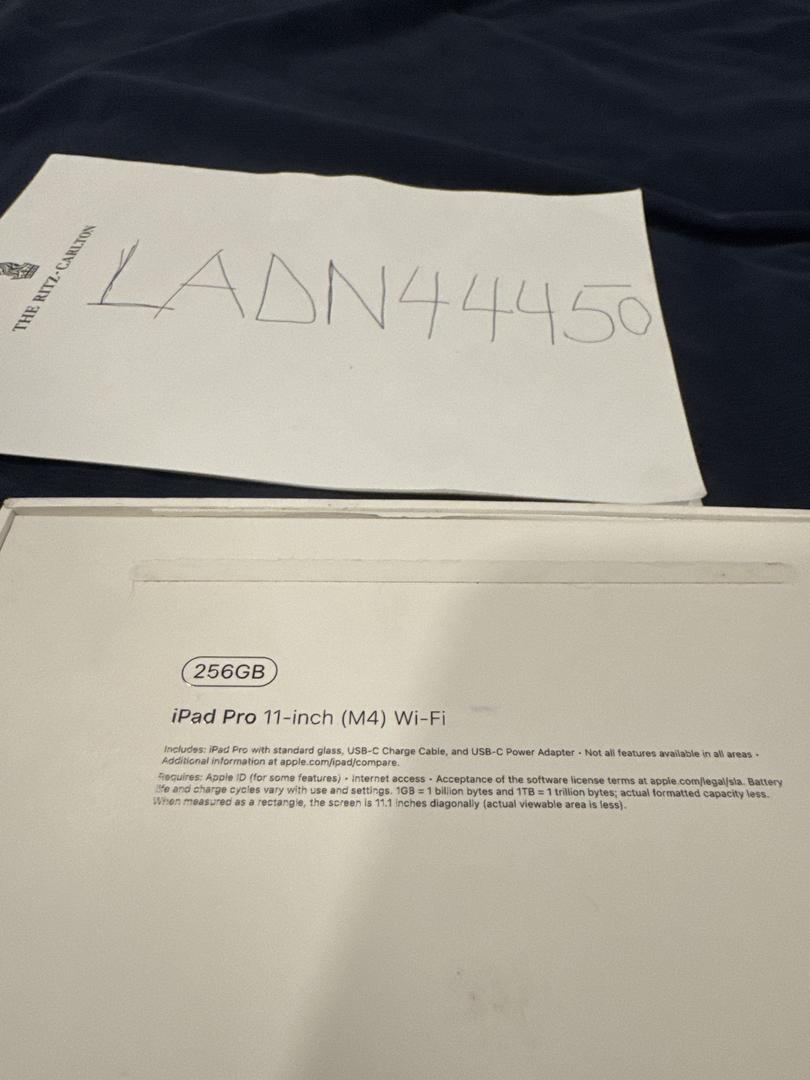 THE RITZ-CARLTON
LADN44450
256GB
iPad Pro 11-inch (M4) Wi-Fi
Includes: iPad Pro with standard glass, USB-C Charge Cable, and USB-C Power Adapter • Not all features available in all areas •
Additional information at apple.com/ipad/compare.
Requires: Apple ID (for some features) • Internet access • Acceptance of the software license terms at apple.com/legal/sla. Battery
life and charge cycles vary with use and settings. 1GB = 1 billion bytes and 1TB = 1 trillion bytes; actual formatted capacity less.
When measured as a rectangle, the screen is 11.1 inches diagonally (actual viewable area is less).